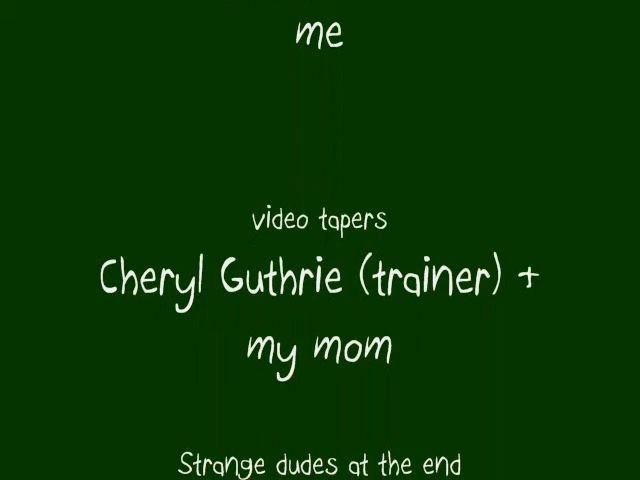 me
video tapers
Cheryl Guthrie (trainer) +
my mom
Strange dudes at the end